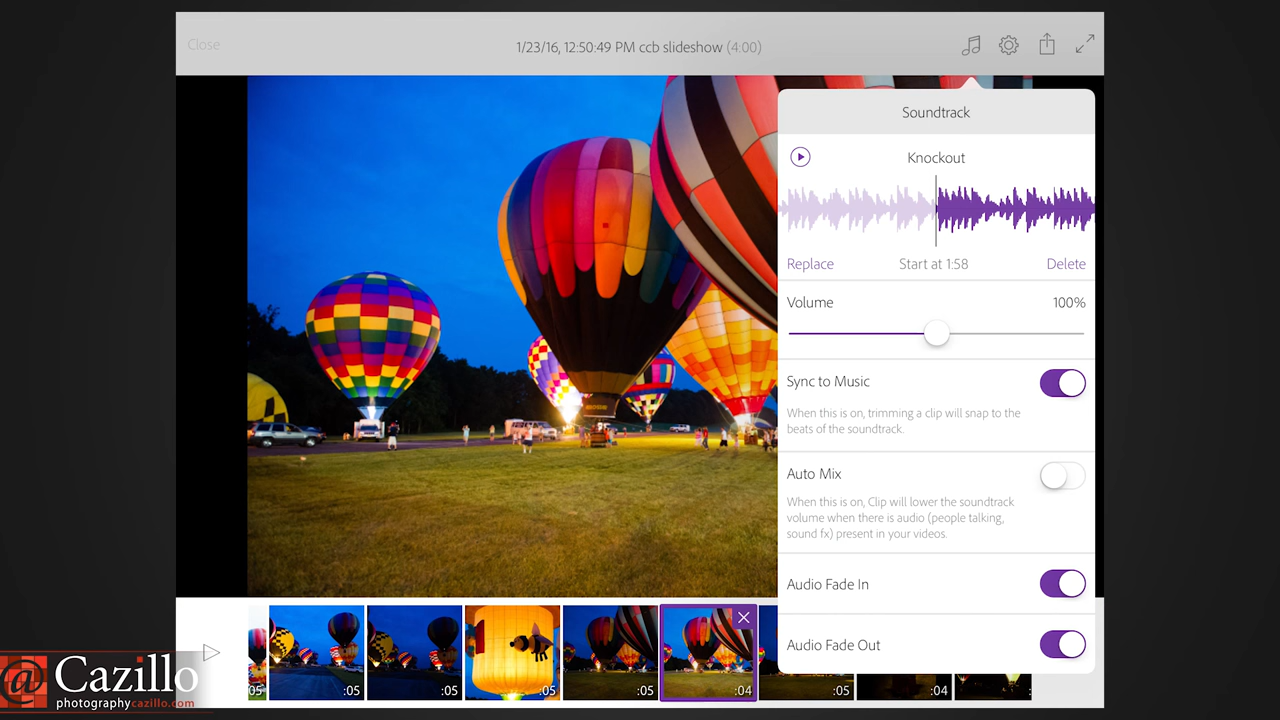 Close
1/23/16, 12:50:49 PM ccb slideshow (4:00)
Soundtrack
Knockout
Replace
Start at 1:58
Delete
Volume
100%
Sync to Music
When this is on, trimming a clip will snap to the
beats of the soundtrack.
Auto Mix
When this is on, Clip will lower the soundtrack
volume when there is audio (people talking,
sound fx) present in your videos.
Audio Fade In
Audio Fade Out
:05
:05
:05
:05
:05
:04
:05
:04
@Cazillo
photographycazillo.com